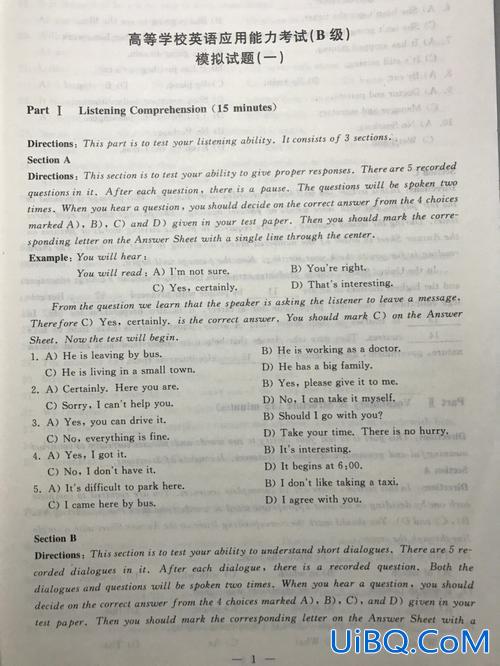 高等学校英语应用能力考试(B 级)
模拟试题(一)
Part Ⅰ Listening Comprehension (15 minutes)
Directions: This part is to test your listening ability. It consists of 3 sections.
Section A
Directions: This section is to test your ability to give proper responses. There are 5 recorded
questions in it. After each question, there is a pause. The questions will be spoken two
times. When you hear a question, you should decide on the correct answer from the 4 choices
marked A), B), C) and D) given in your test paper. Then you should mark the corre-
sponding letter on the Answer Sheet with a single line through the center.
Example: You will hear:
You will read: A) I'm not sure. B) You're right.
C) Yes, certainly. D) That's interesting.
From the question we learn that the speaker is asking the listener to leave a message.
Therefore C) Yes, certainly. is the correct answer. You should mark C) on the Answer
Sheet. Now the test will begin.
1. A) He is leaving by bus. B) He is working as a doctor.
C) He is living in a small town. D) He has a big family.
2. A) Certainly. Here you are. B) Yes, please give it to me.
C) Sorry, I can't help you. D) No, I can take it myself.
3. A) Yes, you can drive it. B) Should I go with you?
C) No, everything is fine. D) Take your time. There is no hurry.
4. A) Yes, I got it. B) It's interesting.
C) No, I don't have it. D) It begins at 6:00.
5. A) It's difficult to park here. B) I don't like taking a taxi.
C) I came here by bus. D) I agree with you.
Section B
Directions: This section is to test your ability to understand short dialogues. There are 5 re-
corded dialogues in it. After each dialogue, there is a recorded question. Both the
dialogues and questions will be spoken two times. When you hear a question, you should
decide on the correct answer from the 4 choices marked A), B), C), and D) given in your
test paper. Then you should mark the corresponding letter on the Answer Sheet with a
— 1 —
UiBQ.CoM